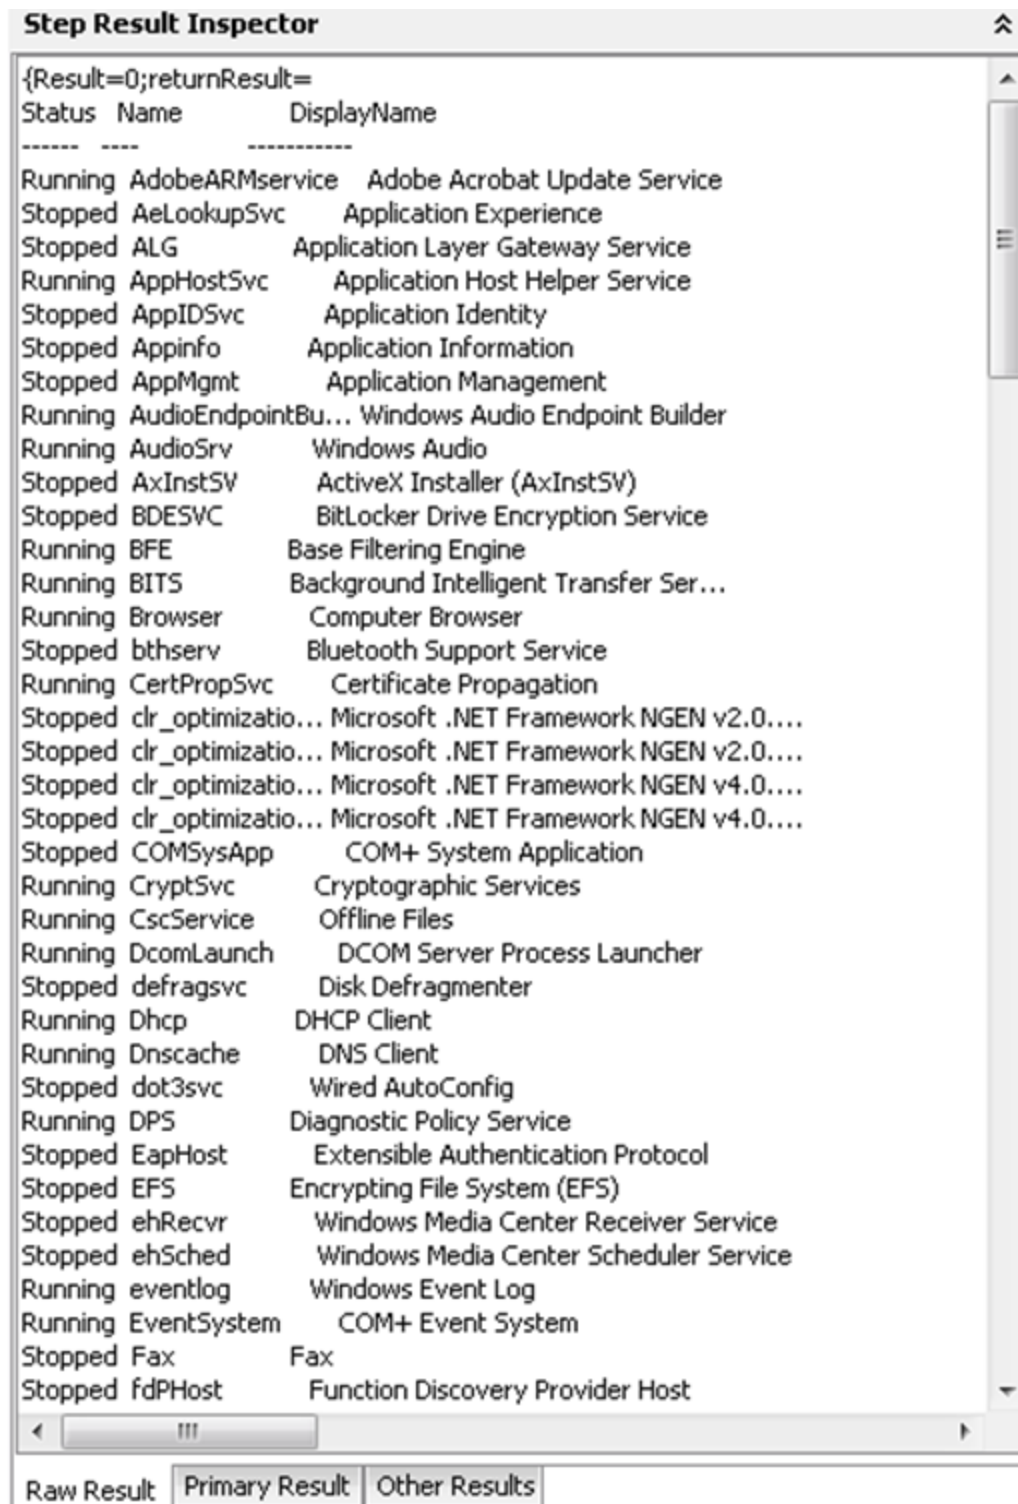 Step Result Inspector
{Result=0;returnResult=
Status Name DisplayName
------ ---- -----------
Running AdobeARMservice Adobe Acrobat Update Service
Stopped AeLookupSvc Application Experience
Stopped ALG Application Layer Gateway Service
Running AppHostSvc Application Host Helper Service
Stopped AppIDSvc Application Identity
Stopped Appinfo Application Information
Stopped AppMgmt Application Management
Running AudioEndpointBu... Windows Audio Endpoint Builder
Running AudioSrv Windows Audio
Stopped AxInstSV ActiveX Installer (AxInstSV)
Stopped BDESVC BitLocker Drive Encryption Service
Running BFE Base Filtering Engine
Running BITS Background Intelligent Transfer Ser...
Running Browser Computer Browser
Stopped bthserv Bluetooth Support Service
Running CertPropSvc Certificate Propagation
Stopped clr_optimizatio... Microsoft .NET Framework NGEN v2.0....
Stopped clr_optimizatio... Microsoft .NET Framework NGEN v2.0....
Stopped clr_optimizatio... Microsoft .NET Framework NGEN v4.0....
Stopped clr_optimizatio... Microsoft .NET Framework NGEN v4.0....
Stopped COMSysApp COM+ System Application
Running CryptSvc Cryptographic Services
Running CscService Offline Files
Running DcomLaunch DCOM Server Process Launcher
Stopped defragsvc Disk Defragmenter
Running Dhcp DHCP Client
Running Dnscache DNS Client
Stopped dot3svc Wired AutoConfig
Running DPS Diagnostic Policy Service
Stopped EapHost Extensible Authentication Protocol
Stopped EFS Encrypting File System (EFS)
Stopped ehRecvr Windows Media Center Receiver Service
Stopped ehSched Windows Media Center Scheduler Service
Running eventlog Windows Event Log
Running EventSystem COM+ Event System
Stopped Fax Fax
Stopped fdPHost Function Discovery Provider Host
Raw Result Primary Result Other Results